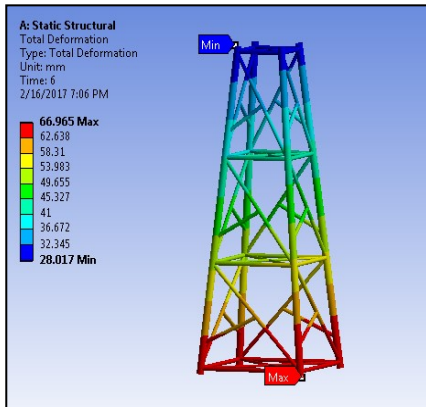 A: Static Structural
Total Deformation
Type: Total Deformation
Unit: mm
Time: 6
2/16/2017 7:06 PM
66.965 Max
62.638
58.31
53.983
49.655
45.327
41
36.672
32.345
28.017 Min
Min
Max